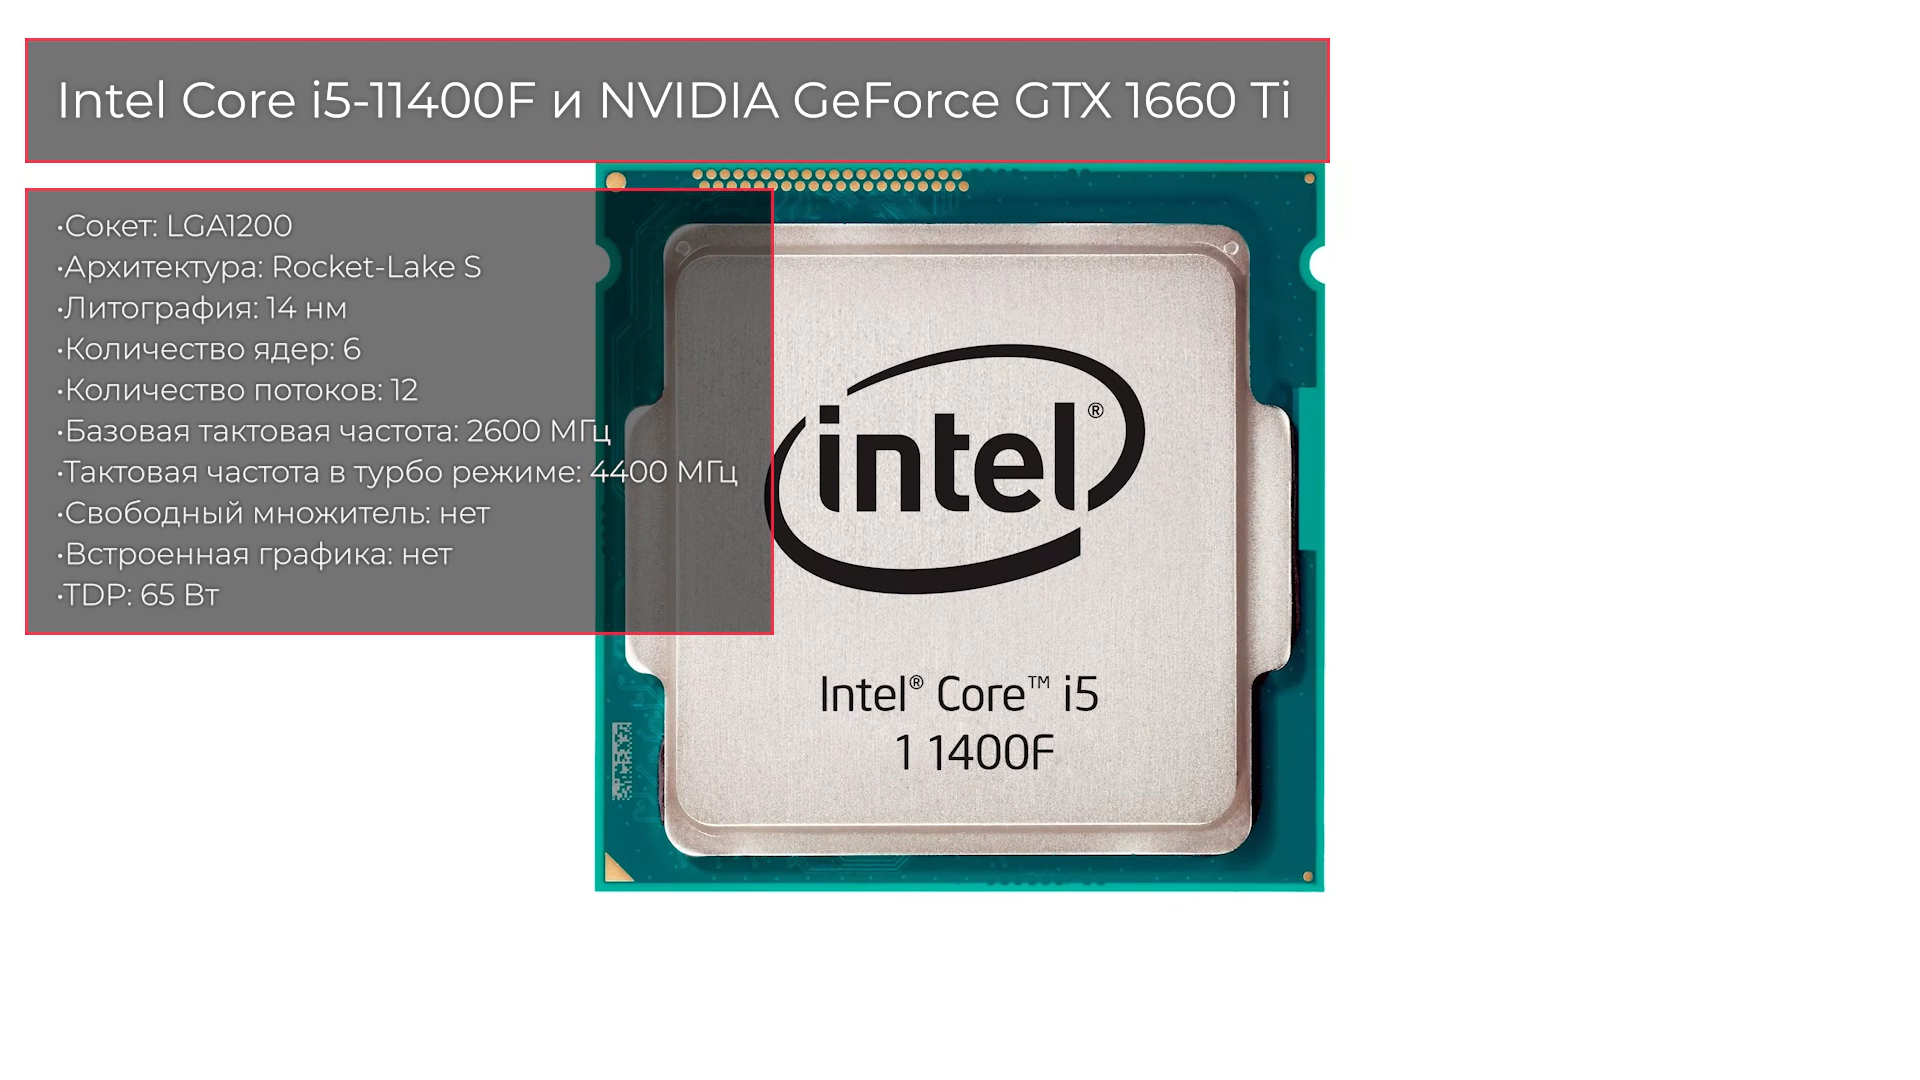 Intel Core i5-11400F и NVIDIA GeForce GTX 1660 Ti
·Сокет: LGA1200
·Архитектура: Rocket-Lake S
·Литография: 14 нм
·Количество ядер: 6
·Количество потоков: 12
·Базовая тактовая частота: 2600 МГц
·Тактовая частота в турбо режиме: 4400 МГц
·Свободный множитель: нет
·Встроенная графика: нет
·TDP: 65 Вт
intel®
Intel® Core™ i5
1 1400F